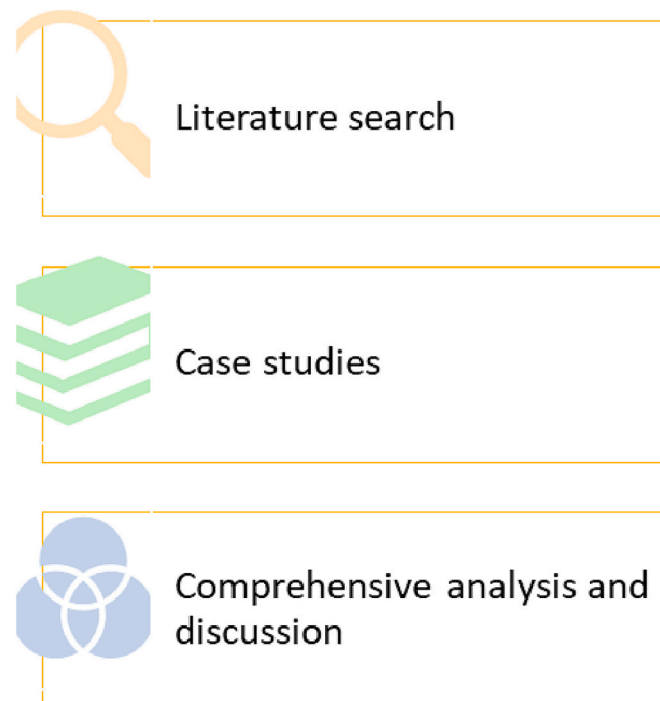 Literature search
Case studies
Comprehensive analysis and
discussion